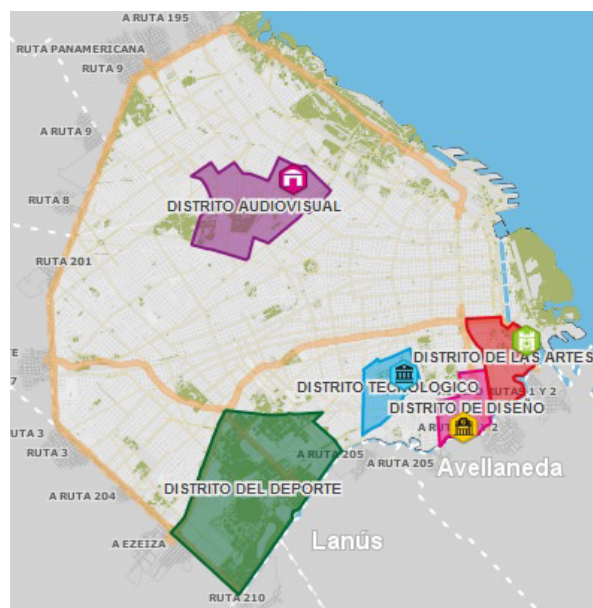 A RUTA 195
RUTA PANAMERICANA
RUTA 9
A RUTA 9
RUTA 8
DISTRITO AUDIOVISUAL
RUTA 201
DISTRITO DE LAS ARTES
DISTRITO TECNOLOGICO
1 Y 2
DISTRITO DE DISEÑO
UTA 3
RUTA 3
A RUTA 205
Y 2
A RUTA 205
Avellaneda
DISTRITO DEL DEPORTE
A RUTA 204
Lanús
A EZEIZA
RUTA 210